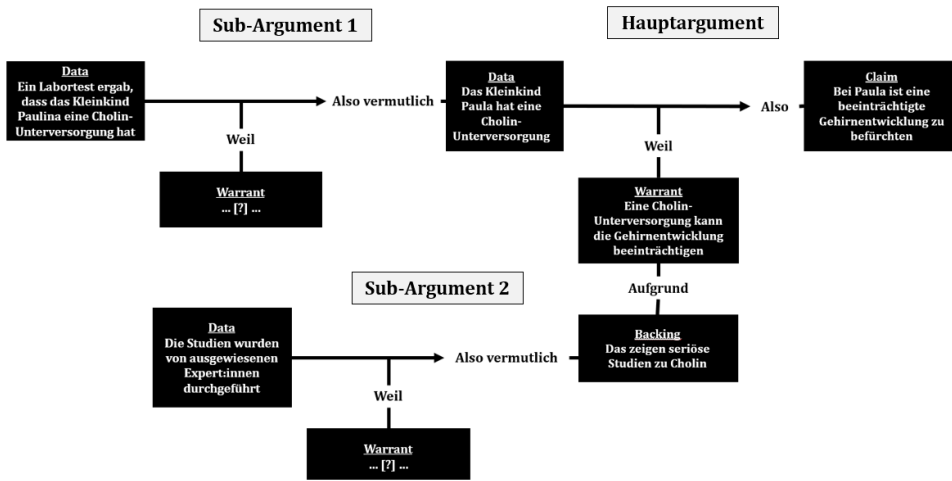 Sub-Argument 1
Hauptargument
Data
Ein Labortest ergab,
dass das Kleinkind
Paulina eine Cholin-
Unterversorgung hat
Also vermutlich
Weil
Warrant
... [?] ...
Data
Das Kleinkind
Paula hat eine
Cholin-
Unterversorgung
Also
Claim
Bei Paula ist eine
beeinträchtigte
Gehirnentwicklung zu
befürchten
Weil
Warrant
Eine Cholin-
Unterversorgung kann
die Gehirnentwicklung
beeinträchtigen
Aufgrund
Backing
Das zeigen seriöse
Studien zu Cholin
Sub-Argument 2
Data
Die Studien wurden
von ausgewiesenen
Expert:innen
durchgeführt
Also vermutlich
Weil
Warrant
... [?] ...